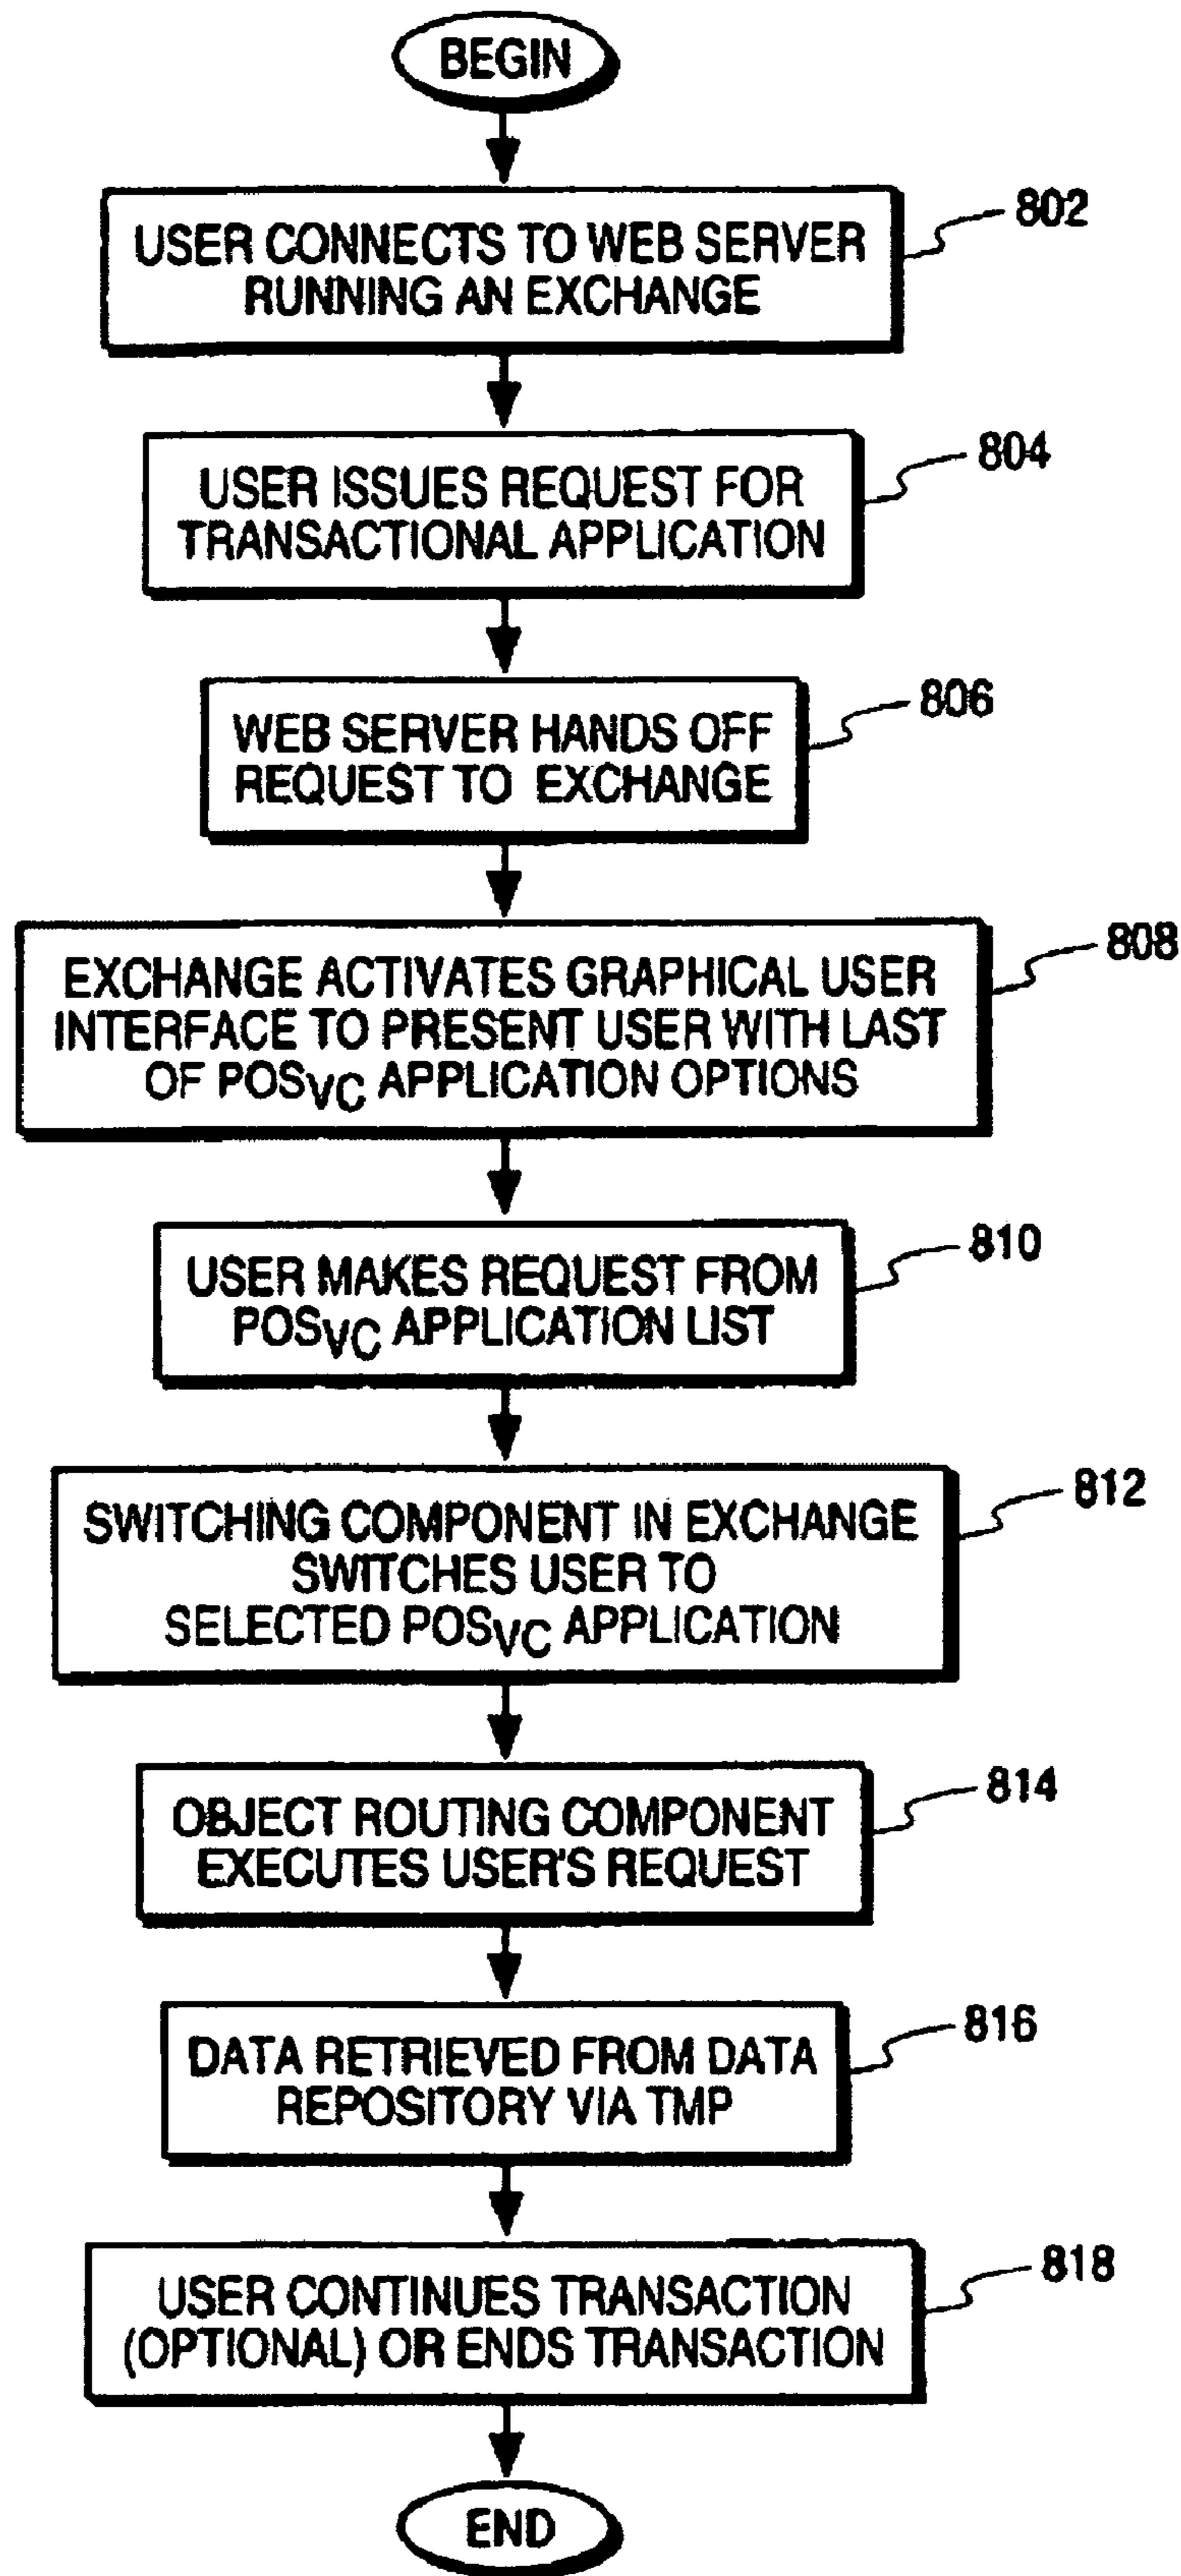 BEGIN
USER CONNECTS TO WEB SERVER
RUNNING AN EXCHANGE
802
USER ISSUES REQUEST FOR
TRANSACTIONAL APPLICATION
804
WEB SERVER HANDS OFF
REQUEST TO EXCHANGE
806
EXCHANGE ACTIVATES GRAPHICAL USER
INTERFACE TO PRESENT USER WITH LAST
OF POSVC APPLICATION OPTIONS
808
USER MAKES REQUEST FROM
POSVC APPLICATION LIST
810
SWITCHING COMPONENT IN EXCHANGE
SWITCHES USER TO
SELECTED POSVC APPLICATION
812
OBJECT ROUTING COMPONENT
EXECUTES USER'S REQUEST
814
DATA RETRIEVED FROM DATA
REPOSITORY VIA TMP
816
USER CONTINUES TRANSACTION
(OPTIONAL) OR ENDS TRANSACTION
818
END